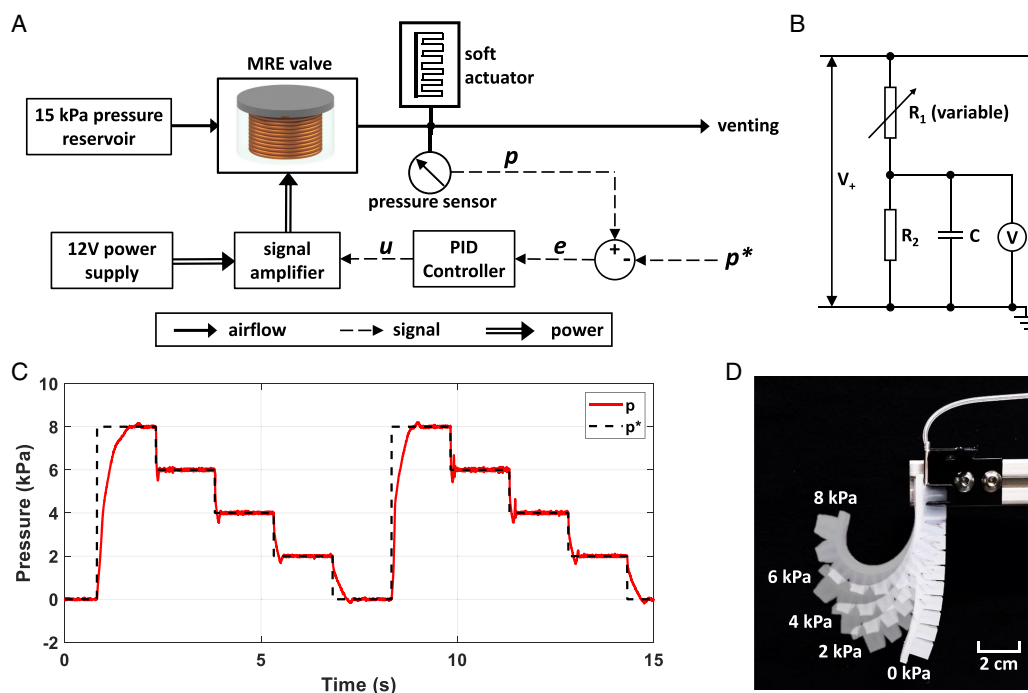 A
MRE valve
soft
actuator
15 kPa pressure
reservoir
venting
p
pressure sensor
12V power
supply
signal
amplifier
u
PID
Controller
e
+
-
p*
airflow
signal
power
B
R1 (variable)
V+
R2
C
V
C
Pressure (kPa)
10
8
6
4
2
0
-2
0
5
10
15
Time (s)
p
p*
D
8 kPa
6 kPa
4 kPa
2 kPa
0 kPa
2 cm